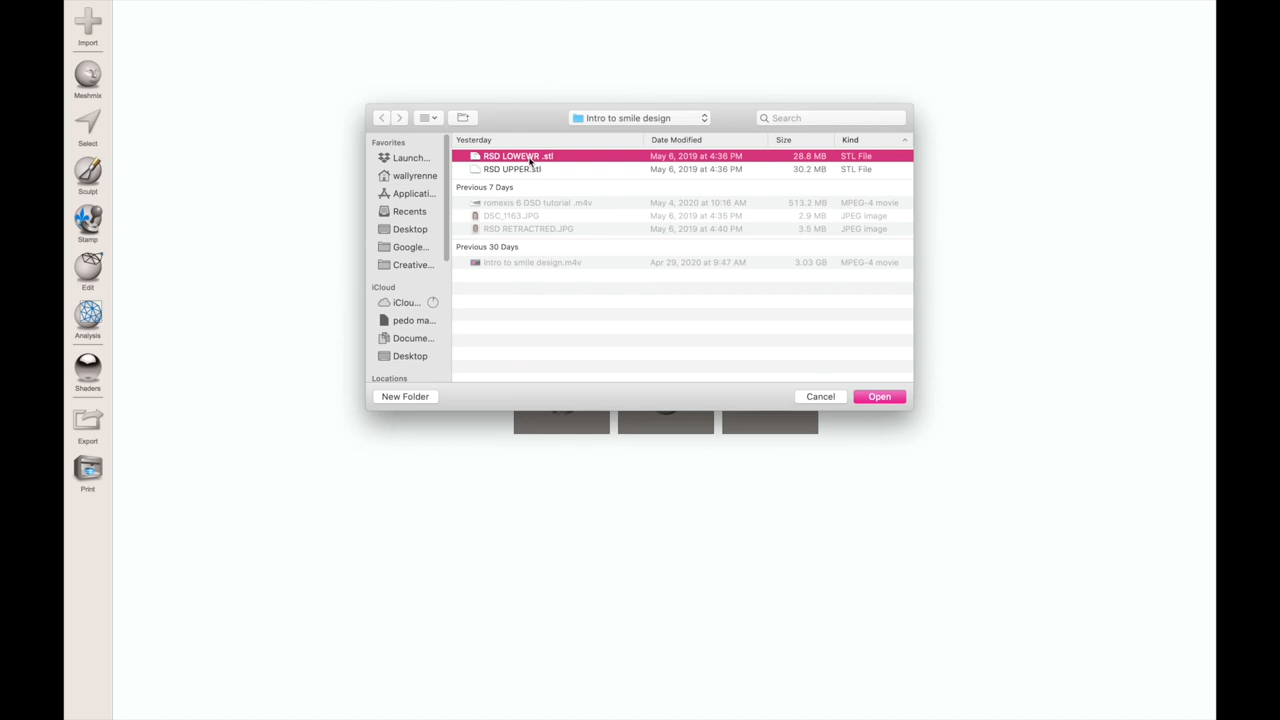 Import
Meshmix
Select
Sculpt
Stamp
Edit
Analysis
Shaders
Export
Print
Intro to smile design
Search
Favorites
Launch...
wallyrenne
Applicati...
Recents
Desktop
Google...
Creative...
iCloud
iClou...
pedo ma...
Docume...
Desktop
Locations
Yesterday Date Modified Size Kind
RSD LOWEWR .stl May 6, 2019 at 4:36 PM 28.8 MB STL File
RSD UPPER.stl May 6, 2019 at 4:36 PM 30.2 MB STL File
Previous 7 Days
romexis 6 DSD tutorial .m4v May 4, 2020 at 10:16 AM 513.2 MB MPEG-4 movie
DSC_1163.JPG May 6, 2019 at 4:35 PM 2.9 MB JPEG image
RSD RETRACTRED.JPG May 6, 2019 at 4:40 PM 3.5 MB JPEG image
Previous 30 Days
Intro to smile design.m4v Apr 29, 2020 at 9:47 AM 3.03 GB MPEG-4 movie
New Folder
Cancel
Open